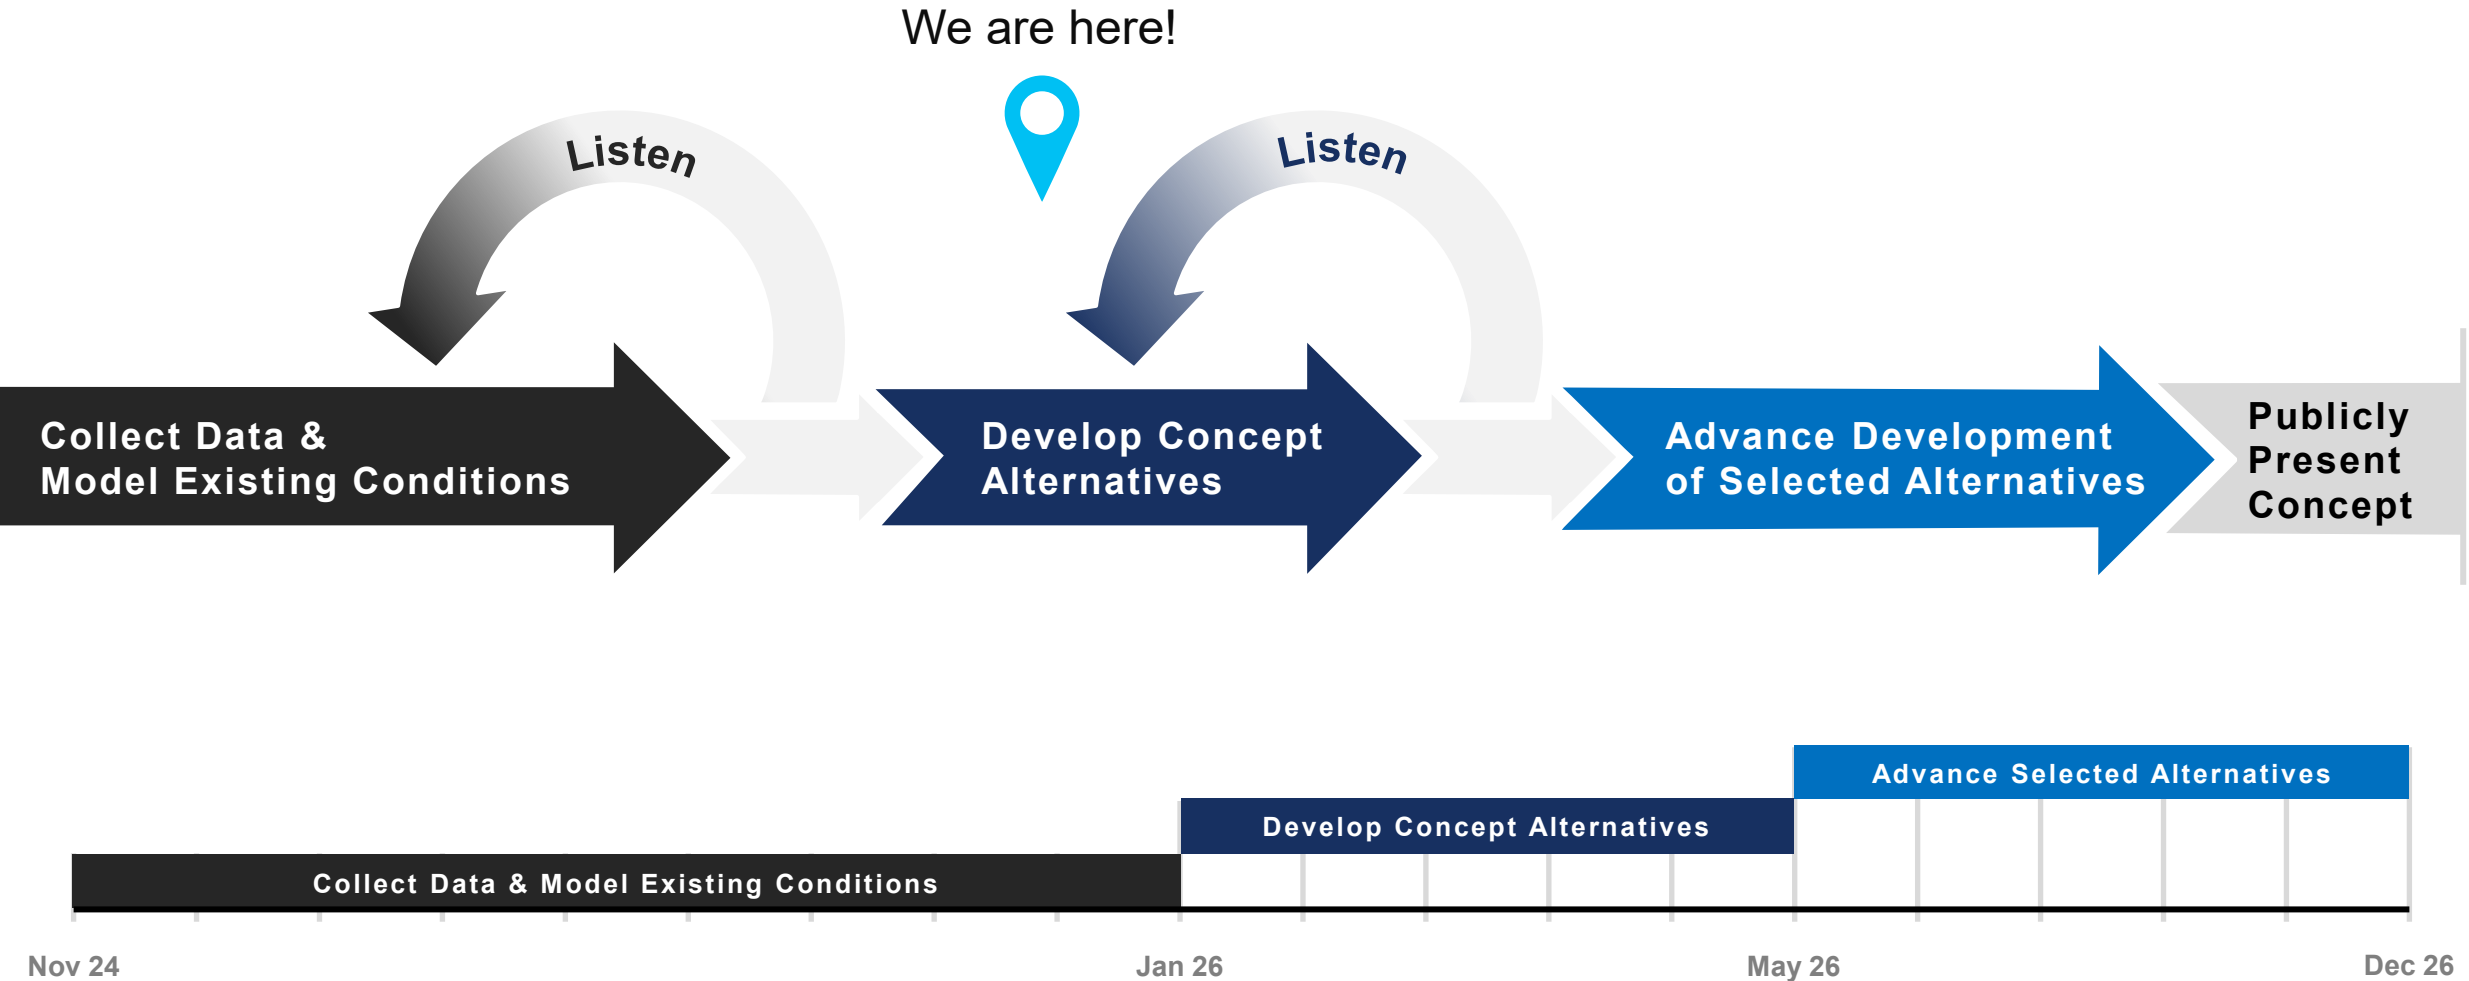 We are here!
Listen
Listen
Collect Data &
Model Existing Conditions
Develop Concept
Alternatives
Advance Development
of Selected Alternatives
Publicly
Present
Concept
Advance Selected Alternatives
Develop Concept Alternatives
Collect Data & Model Existing Conditions
Nov 24
Jan 26
May 26
Dec 26